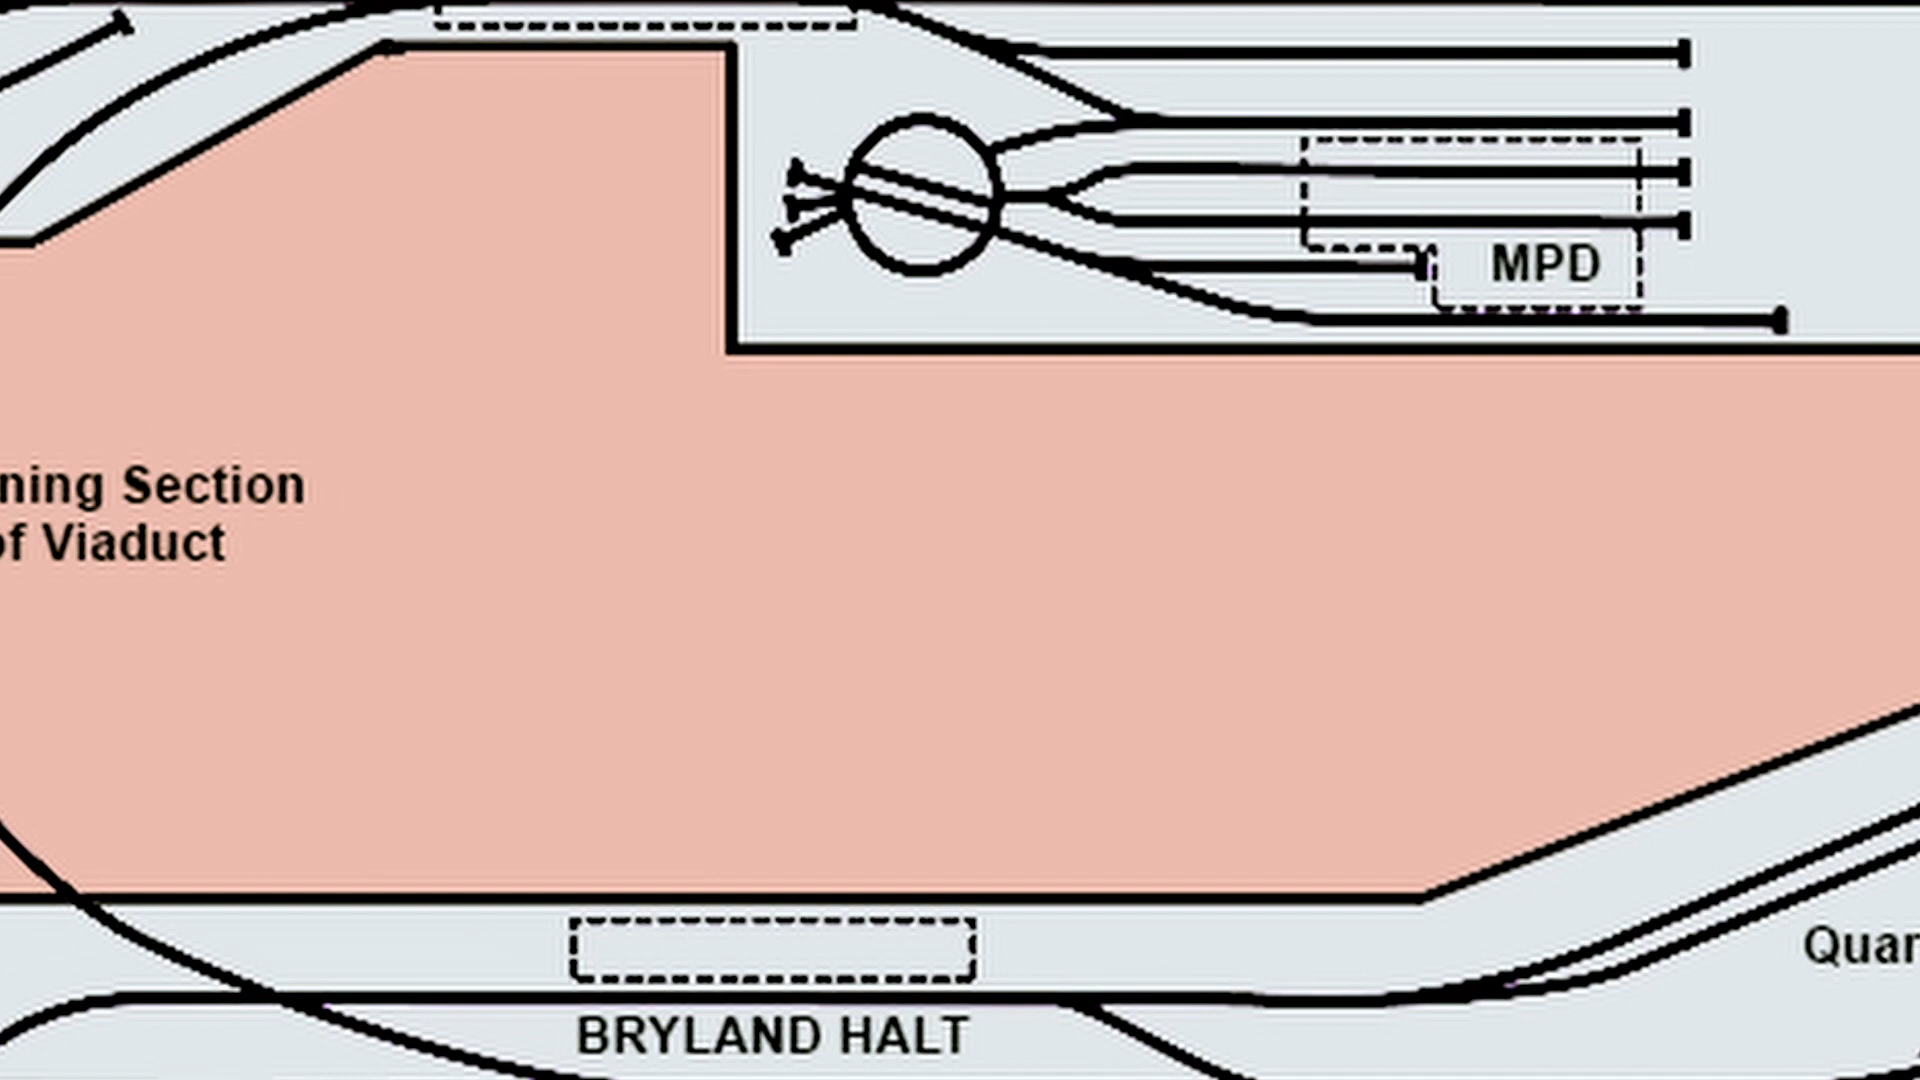 MPD
ning Section
of Viaduct
Quar
BRYLAND HALT